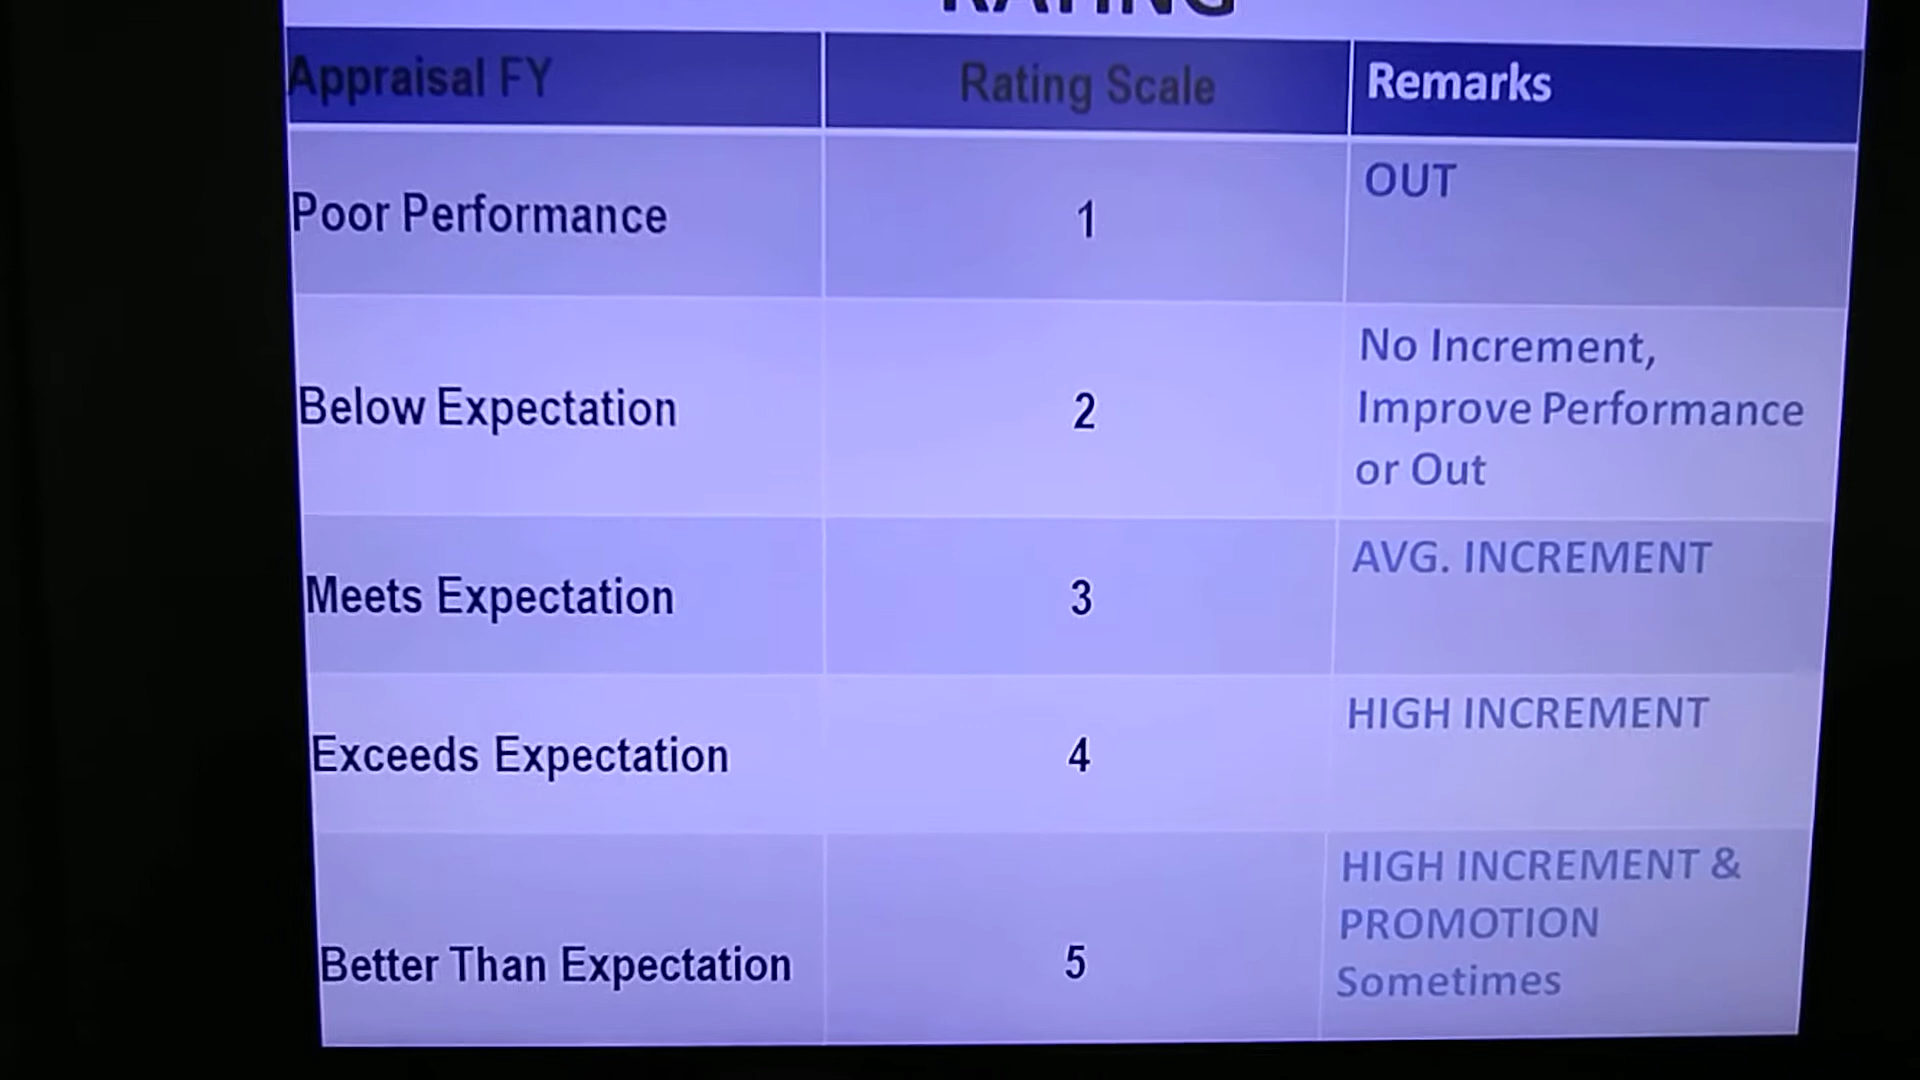 RATING
Appraisal FY Rating Scale Remarks
Poor Performance 1 OUT
Below Expectation 2 No Increment,
Improve Performance
or Out
Meets Expectation 3 AVG. INCREMENT
Exceeds Expectation 4 HIGH INCREMENT
Better Than Expectation 5 HIGH INCREMENT &
PROMOTION
Sometimes